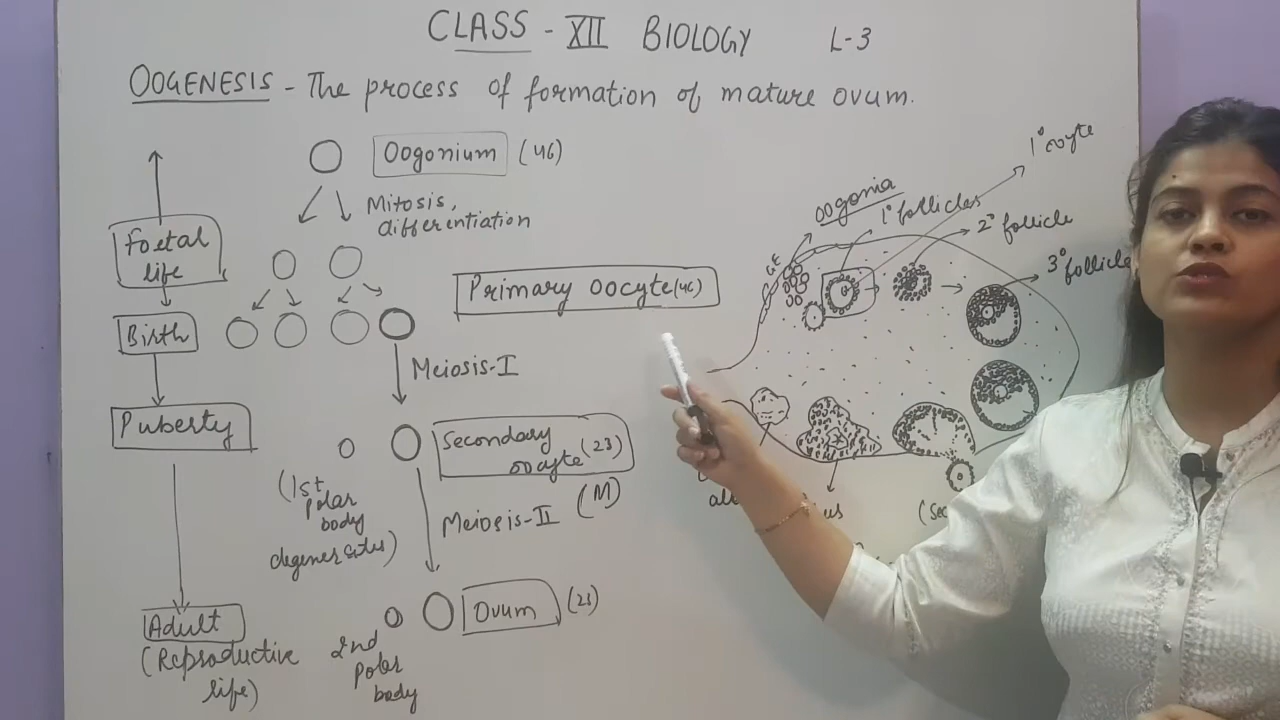 CLASS - XII BIOLOGY L-3
OOGENESIS - The process of formation of mature ovum.
Oogonium (46)
Mitosis,
differentiation
Foetal
life
Birth
Puberty
Adult
(Reproductive
life)
Primary oocyte (46)
Meiosis-I
Secondary
oocyte (23)
(1st
polar
body
degenerates)
Meiosis-II (M)
Ovum (23)
2nd
polar
body
1° oocyte
oogonia
1° follicles
2° follicle
3° follicle
GE
(sec